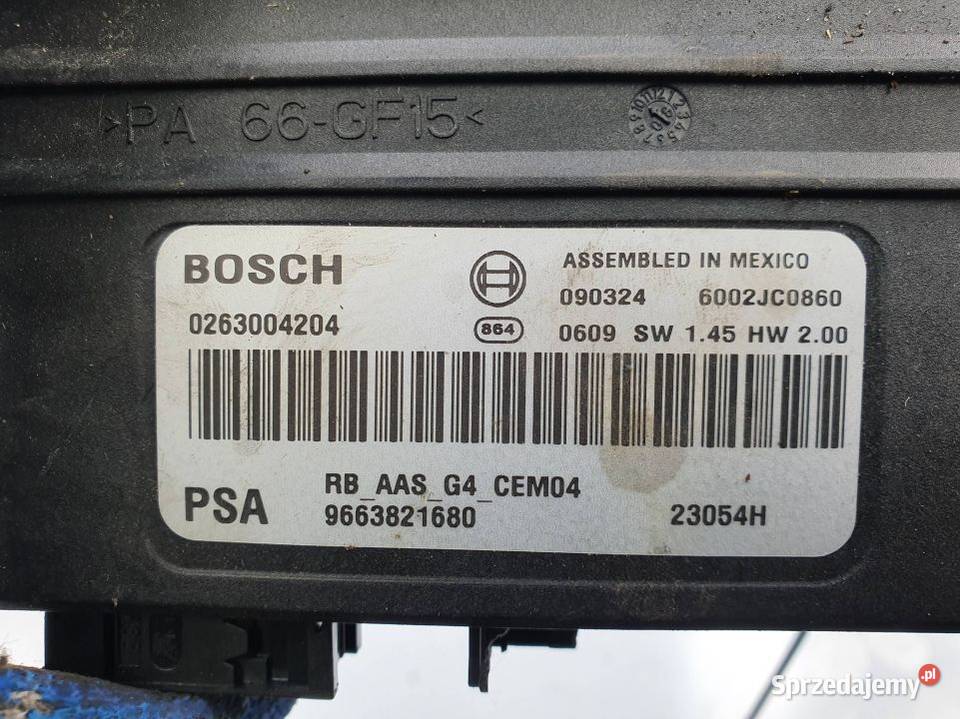 >PA 66-GF15<
BOSCH
ASSEMBLED IN MEXICO
090324 6002JC0860
0263004204
864
0609 SW 1.45 HW 2.00
RB_AAS_G4_CEM04
PSA
9663821680
23054H
Sprzedajemy.pl